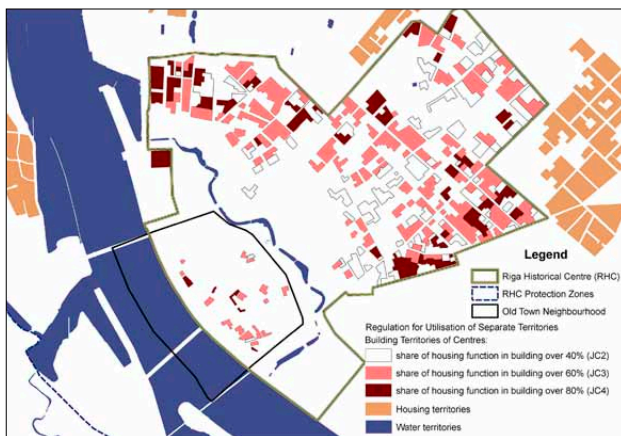 Legend
Riga Historical Centre (RHC)
RHC Protection Zones
Old Town Neighbourhood
Regulation for Utilisation of Separate Territories
Building Territories of Centres:
share of housing function in building over 40% (JC2)
share of housing function in building over 60% (JC3)
share of housing function in building over 80% (JC4)
Housing territories
Water territories